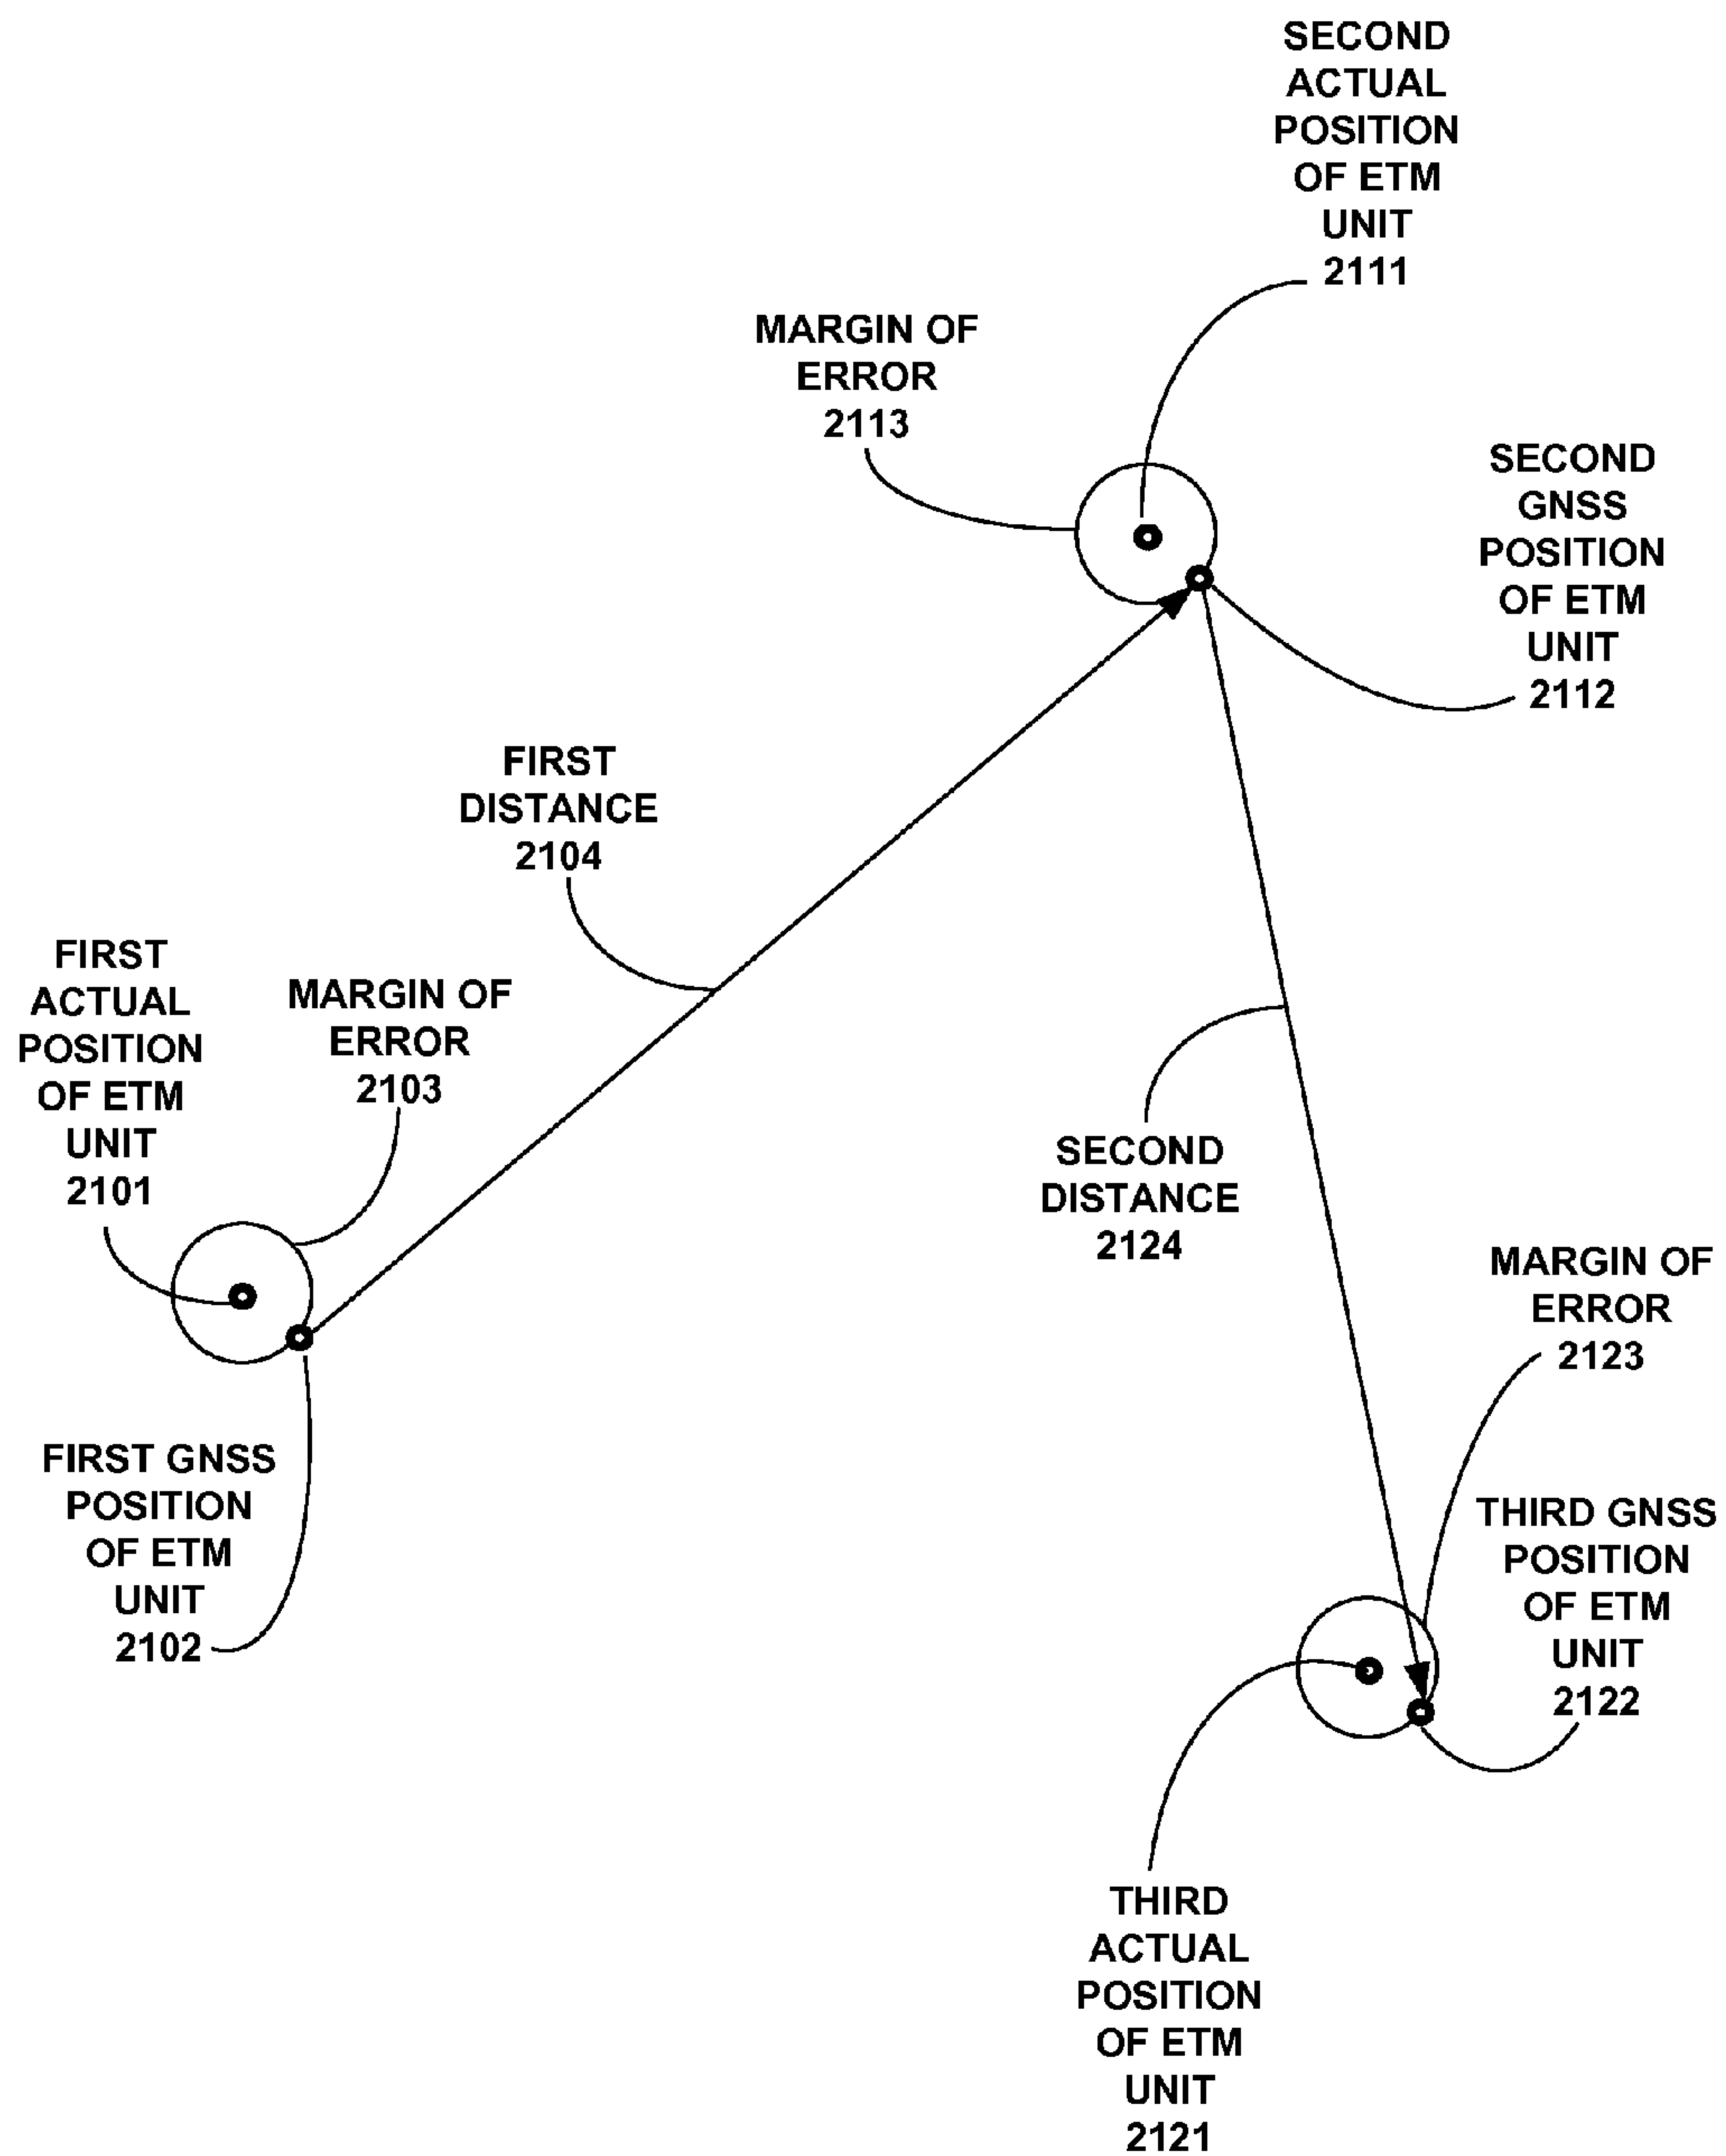 SECOND
ACTUAL
POSITION
OF ETM
UNIT
2111
MARGIN OF
ERROR
2113
SECOND
GNSS
POSITION
OF ETM
UNIT
2112
FIRST
DISTANCE
2104
FIRST
ACTUAL
POSITION
OF ETM
UNIT
2101
MARGIN OF
ERROR
2103
SECOND
DISTANCE
2124
MARGIN OF
ERROR
2123
FIRST GNSS
POSITION
OF ETM
UNIT
2102
THIRD GNSS
POSITION
OF ETM
UNIT
2122
THIRD
ACTUAL
POSITION
OF ETM
UNIT
2121